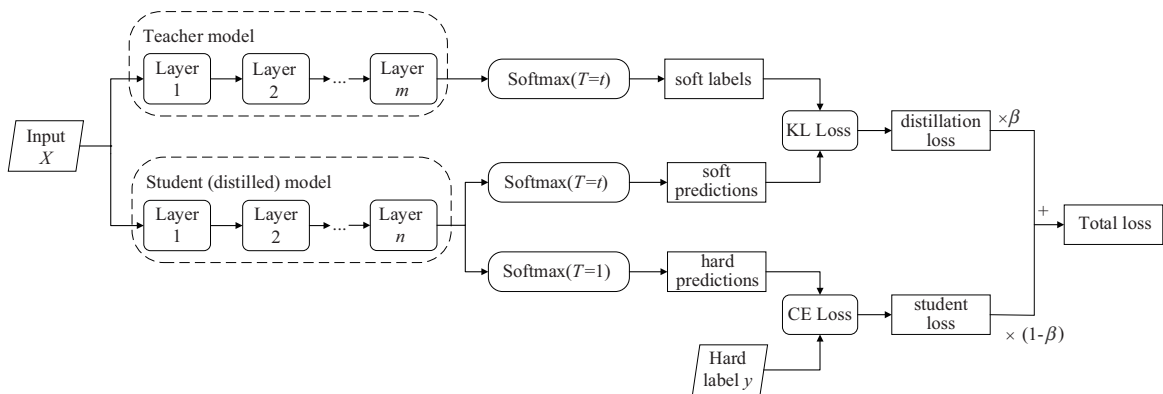 Teacher model
Layer
1
Layer
2
...
Layer
m
Softmax(T=t)
soft labels
Input
X
KL Loss
distillation
loss
×β
Student (distilled) model
Layer
1
Layer
2
...
Layer
n
Softmax(T=t)
soft
predictions
+
Total loss
Softmax(T=1)
hard
predictions
CE Loss
student
loss
× (1-β)
Hard
label y